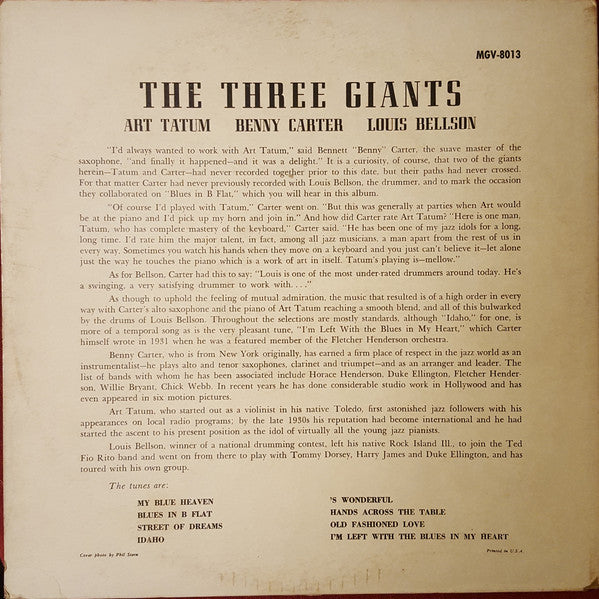 MGV-8013
THE THREE GIANTS
ART TATUM BENNY CARTER LOUIS BELLSON
"I'd always wanted to work with Art Tatum," said Bennett "Benny" Carter, the suave master of the
saxophone, "and finally it happened—and it was a delight." It is a curiosity, of course, that two of the giants
herein—Tatum and Carter—had never recorded together prior to this date, but their paths had never crossed.
For that matter Carter had never previously recorded with Louis Bellson, the drummer, and to mark the occasion
they collaborated on "Blues in B Flat," which you will hear in this album.
"Of course I'd played with Tatum," Carter went on. "But this was generally at parties when Art would
be at the piano and I'd pick up my horn and join in." And how did Carter rate Art Tatum? "Here is one man,
Tatum, who has complete mastery of the keyboard," Carter said. "He has been one of my jazz idols for a long,
long time. I'd rate him the major talent, in fact, among all jazz musicians, a man apart from the rest of us in
every way. Sometimes you watch his hands when they move on a keyboard and you just can't believe it—let alone
just the way he touches the piano which is a work of art in itself. Tatum's playing is—mellow."
As for Bellson, Carter had this to say: "Louis is one of the most under-rated drummers around today. He's
a swinging, a very satisfying drummer to work with. . . ."
As though to uphold the feeling of mutual admiration, the music that resulted is of a high order in every
way with Carter's alto saxophone and the piano of Art Tatum reaching a smooth blend, and all of this bulwarked
by the drums of Louis Bellson. Throughout the selections are mostly standards, although "Idaho," for one, is
more of a temporal song as is the very pleasant tune, "I'm Left With the Blues in My Heart," which Carter
himself wrote in 1931 when he was a featured member of the Fletcher Henderson orchestra.
Benny Carter, who is from New York originally, has earned a firm place of respect in the jazz world as an
instrumentalist—he plays alto and tenor saxophones, clarinet and trumpet—and as an arranger and leader. The
list of bands with whom he has been associated include Horace Henderson, Duke Ellington, Fletcher Hender-
son, Willie Bryant, Chick Webb. In recent years he has done considerable studio work in Hollywood and has
even appeared in six motion pictures.
Art Tatum, who started out as a violinist in his native Toledo, first astonished jazz followers with his
appearances on local radio programs; by the late 1930s his reputation had become international and he had
started the ascent to his present position as the idol of virtually all the young jazz pianists.
Louis Bellson, winner of a national drumming contest, left his native Rock Island Ill., to join the Ted
Fio Rito band and went on from there to play with Tommy Dorsey, Harry James and Duke Ellington, and has
toured with his own group.
The tunes are:
MY BLUE HEAVEN
BLUES IN B FLAT
STREET OF DREAMS
IDAHO
'S WONDERFUL
HANDS ACROSS THE TABLE
OLD FASHIONED LOVE
I'M LEFT WITH THE BLUES IN MY HEART
Cover photo by Phil Stern
Printed in U.S.A.